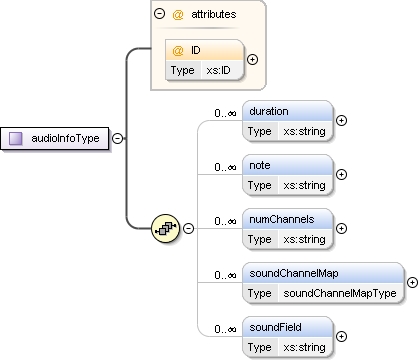 @ attributes
@ ID
Type xs:ID
audioInfoType
0..∞ duration
Type xs:string
0..∞ note
Type xs:string
0..∞ numChannels
Type xs:string
0..∞ soundChannelMap
Type soundChannelMapType
0..∞ soundField
Type xs:string